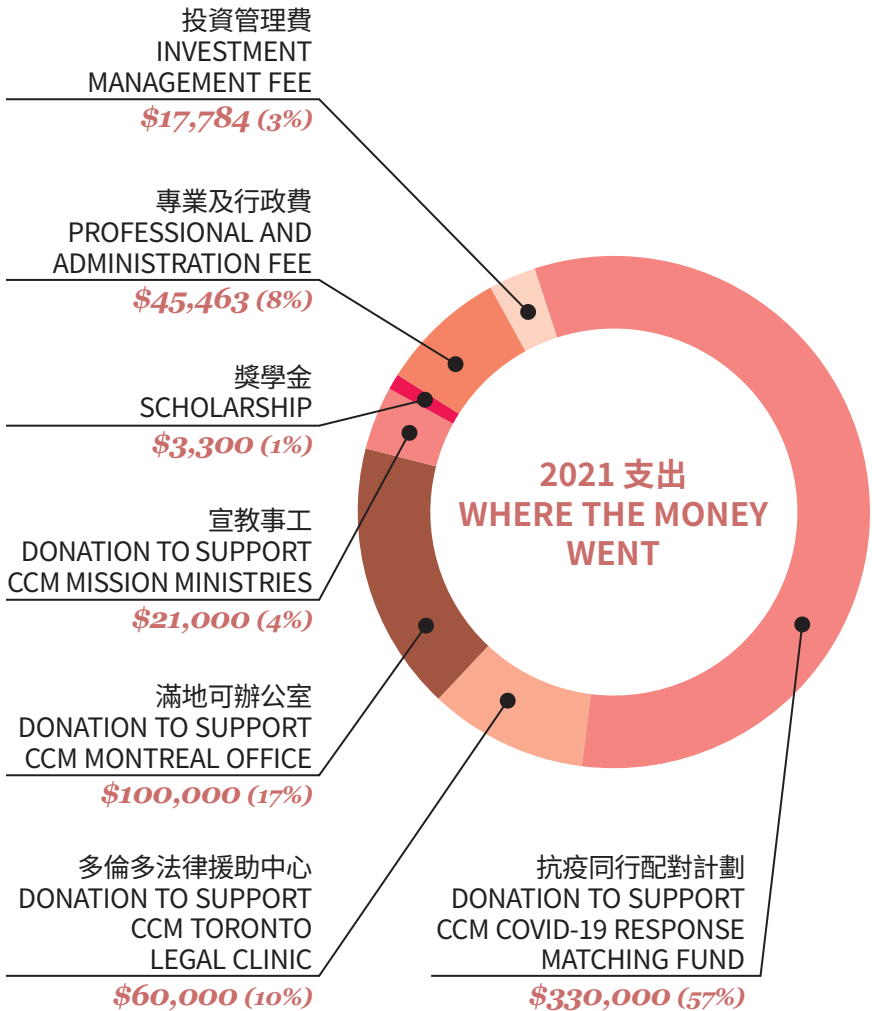 投資管理費
INVESTMENT
MANAGEMENT FEE
$17,784 (3%)
專業及行政費
PROFESSIONAL AND
ADMINISTRATION FEE
$45,463 (8%)
獎學金
SCHOLARSHIP
$3,300 (1%)
宣教事工
DONATION TO SUPPORT
CCM MISSION MINISTRIES
$21,000 (4%)
滿地可辦公室
DONATION TO SUPPORT
CCM MONTREAL OFFICE
$100,000 (17%)
多倫多法律援助中心
DONATION TO SUPPORT
CCM TORONTO
LEGAL CLINIC
$60,000 (10%)
2021 支出
WHERE THE MONEY
WENT
抗疫同行配對計劃
DONATION TO SUPPORT
CCM COVID-19 RESPONSE
MATCHING FUND
$330,000 (57%)